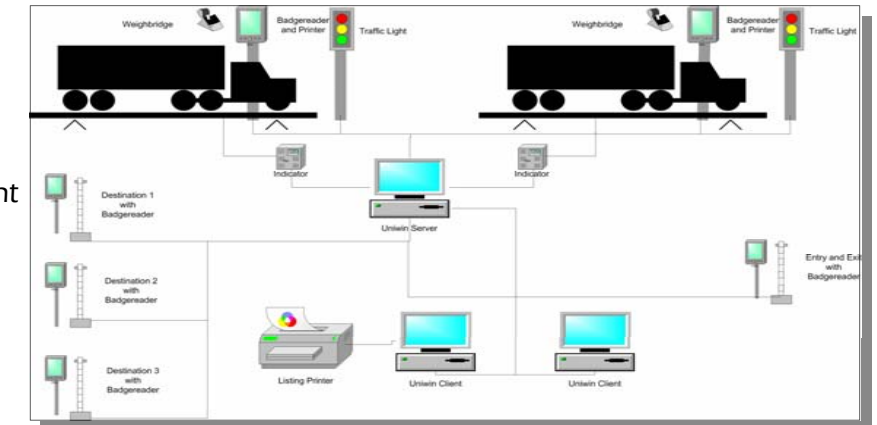 Weighbridge
Badgereader
and Printer
Traffic Light
Weighbridge
Badgereader
and Printer
Traffic Light
Indicator
Indicator
Uniwin Server
Destination 1
with
Badgereader
Destination 2
with
Badgereader
Destination 3
with
Badgereader
Entry and Exit
with
Badgereader
Listing Printer
Uniwin Client
Uniwin Client